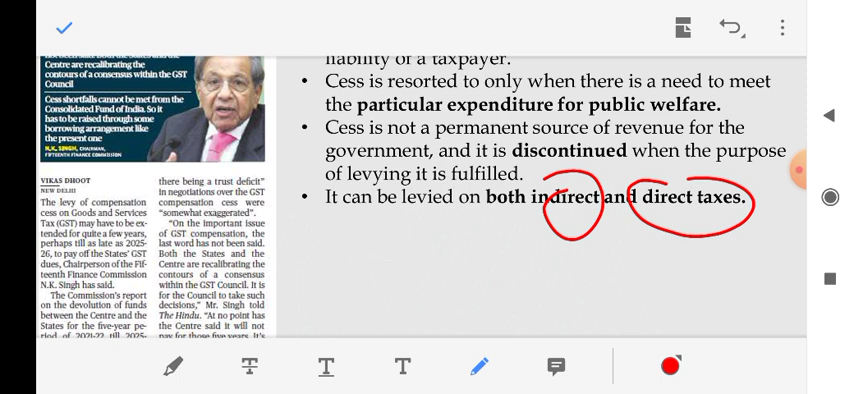 Centre are recalibrating the
contours of a consensus within the GST
Council
Cess shortfalls cannot be met from the
Consolidated Fund of India. So it
has to be raised through some
borrowing arrangement like
the present one
N.K. SINGH, CHAIRMAN,
FIFTEENTH FINANCE COMMISSION
VIKAS DHOOT
NEW DELHI
The levy of compensation
cess on Goods and Services
Tax (GST) may have to be ex-
tended for quite a few years,
perhaps till as late as 2025-
26, to pay off the States' GST
dues, Chairperson of the Fif-
teenth Finance Commission
N.K. Singh has said.
The Commission's report
on the devolution of funds
between the Centre and the
States for the five-year pe-
riod of 2021-22 till 2025-
there being a trust deficit"
in negotiations over the GST
compensation cess were
"somewhat exaggerated".
"On the important issue
of GST compensation, the
last word has not been said.
Both the States and the
Centre are recalibrating the
contours of a consensus
within the GST Council. It is
for the Council to take such
decisions," Mr. Singh told
The Hindu. "At no point has
the Centre said it will not
pay for those five years. It's
liability of a taxpayer.
• Cess is resorted to only when there is a need to meet
the particular expenditure for public welfare.
• Cess is not a permanent source of revenue for the
government, and it is discontinued when the purpose
of levying it is fulfilled.
• It can be levied on both indirect and direct taxes.
T T T